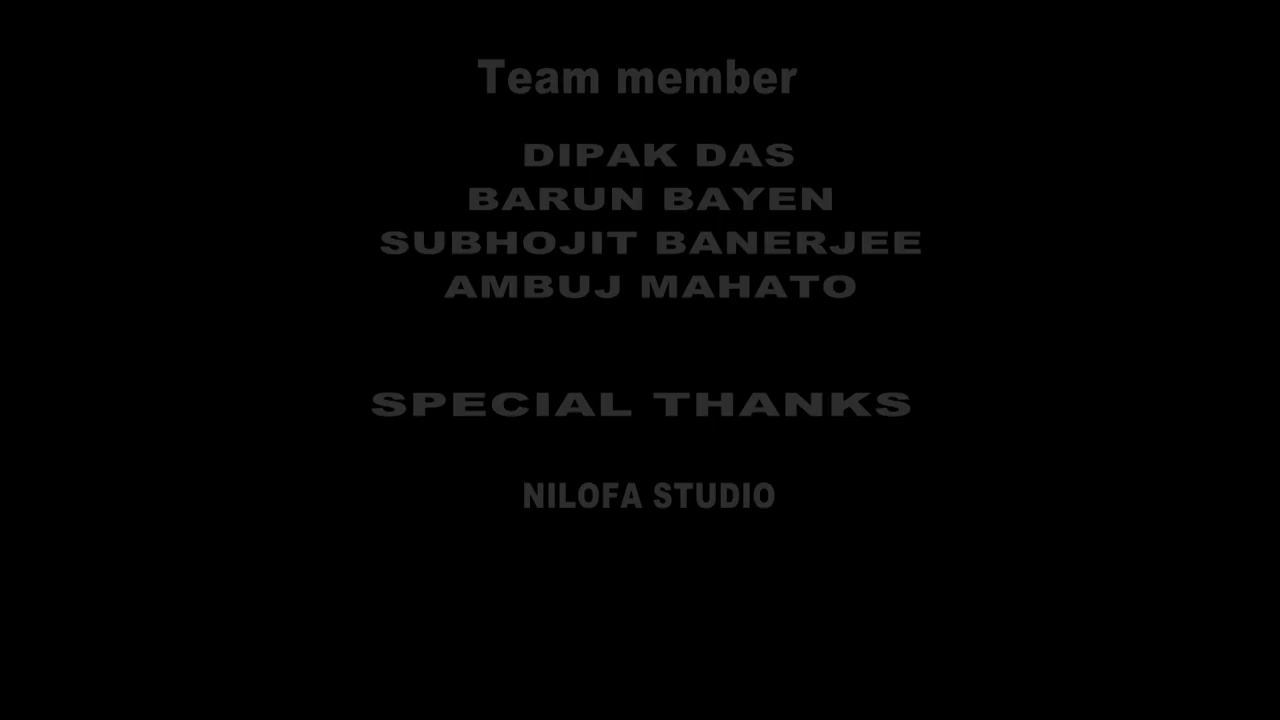 Team member
DIPAK DAS
BARUN BAYEN
SUBHOJIT BANERJEE
AMBUJ MAHATO
SPECIAL THANKS
NILOFA STUDIO